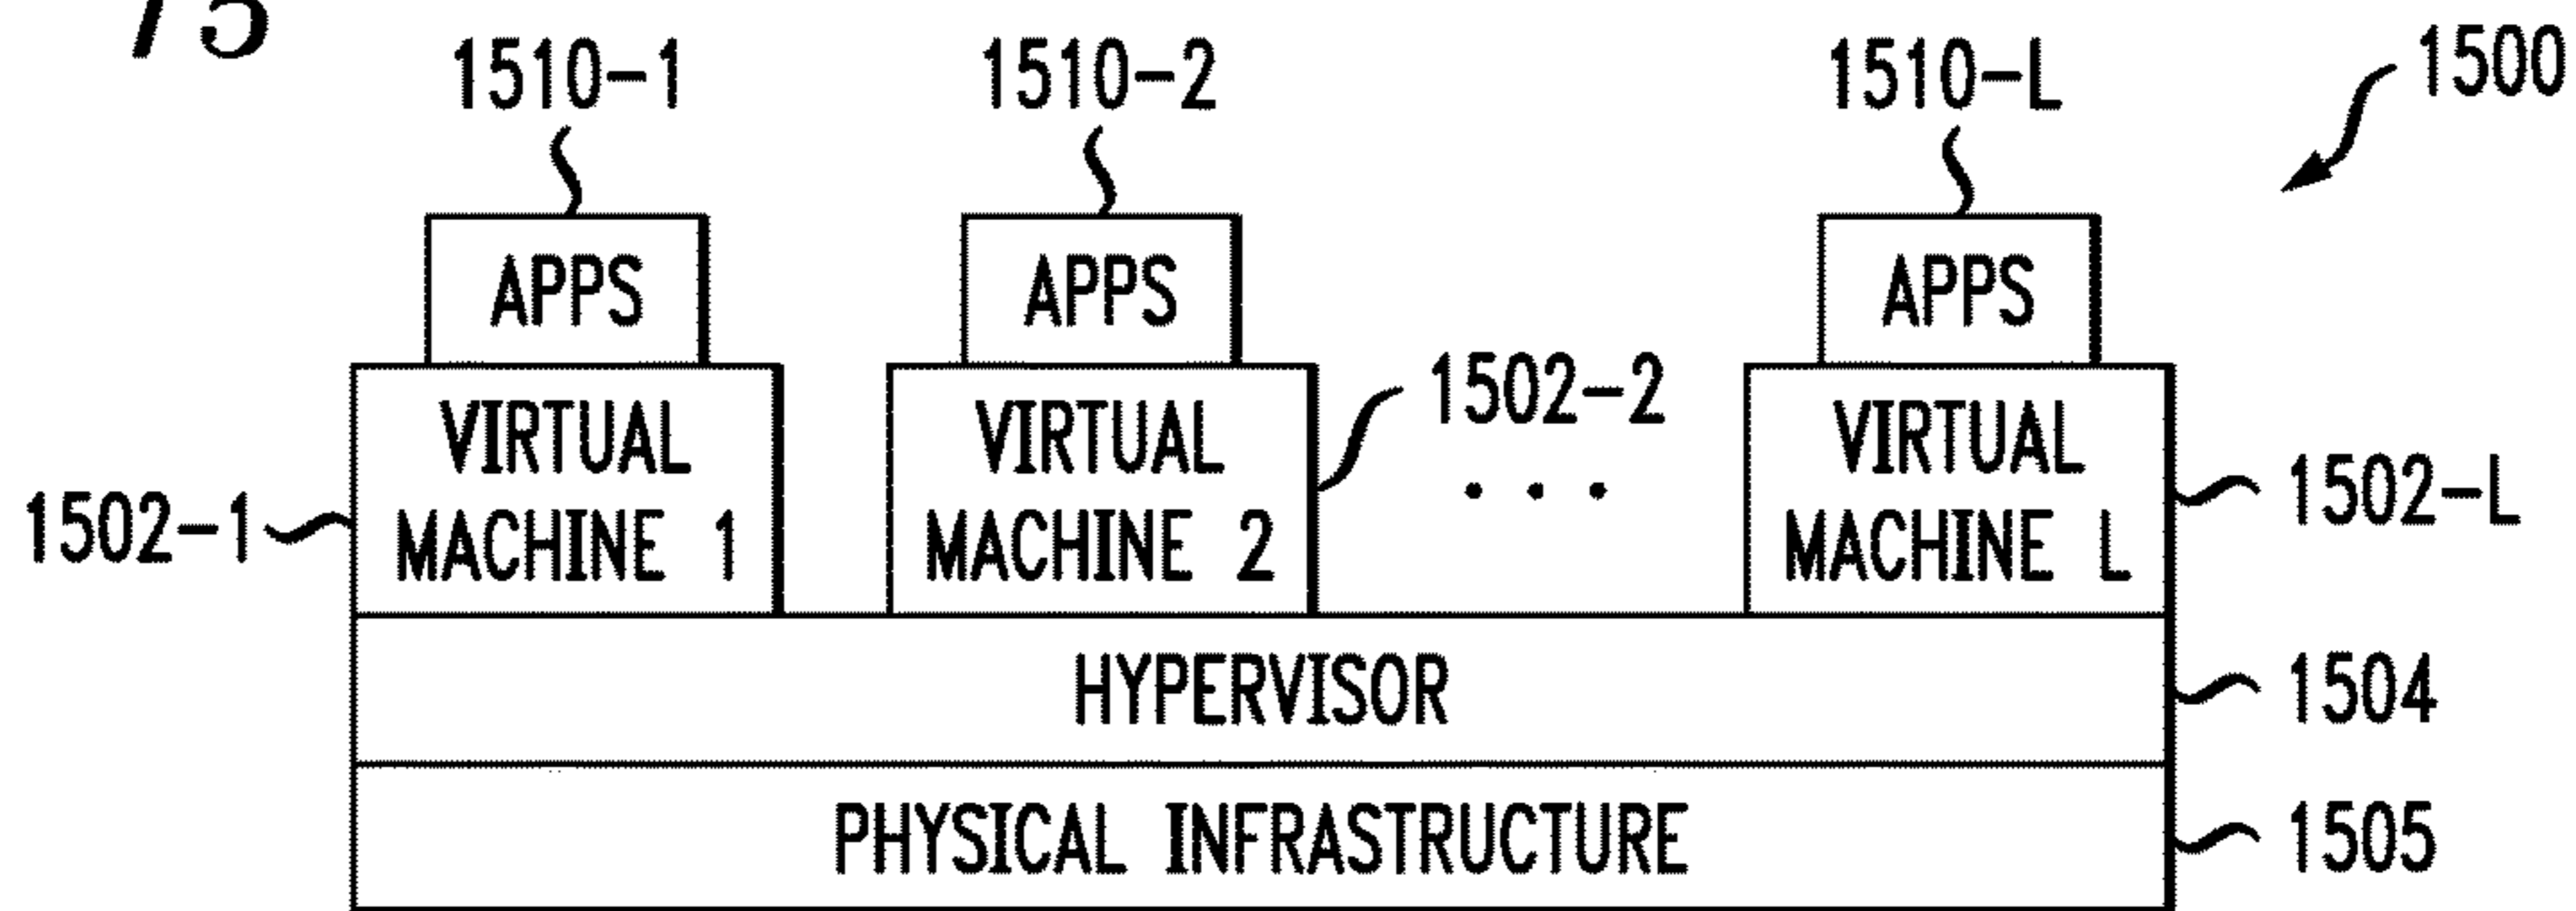 15
1510-1 1510-2 1510-L 1500
APPS APPS APPS
1502-2
VIRTUAL VIRTUAL VIRTUAL
1502-L
1502-1 MACHINE 1 MACHINE 2 . . . MACHINE L
HYPERVISOR 1504
PHYSICAL INFRASTRUCTURE 1505